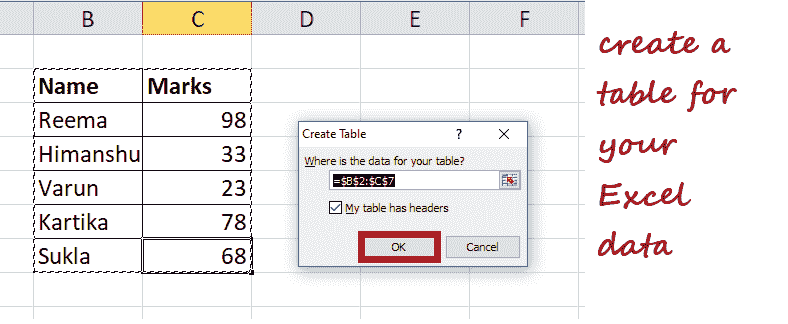 B C D E F
Name Marks
Reema 98
Himanshu 33
Varun 23
Kartika 78
Sukla 68
Create Table ? ×
Where is the data for your table?
=$B$2:$C$7
My table has headers
OK Cancel
create a
table for
your
Excel
data